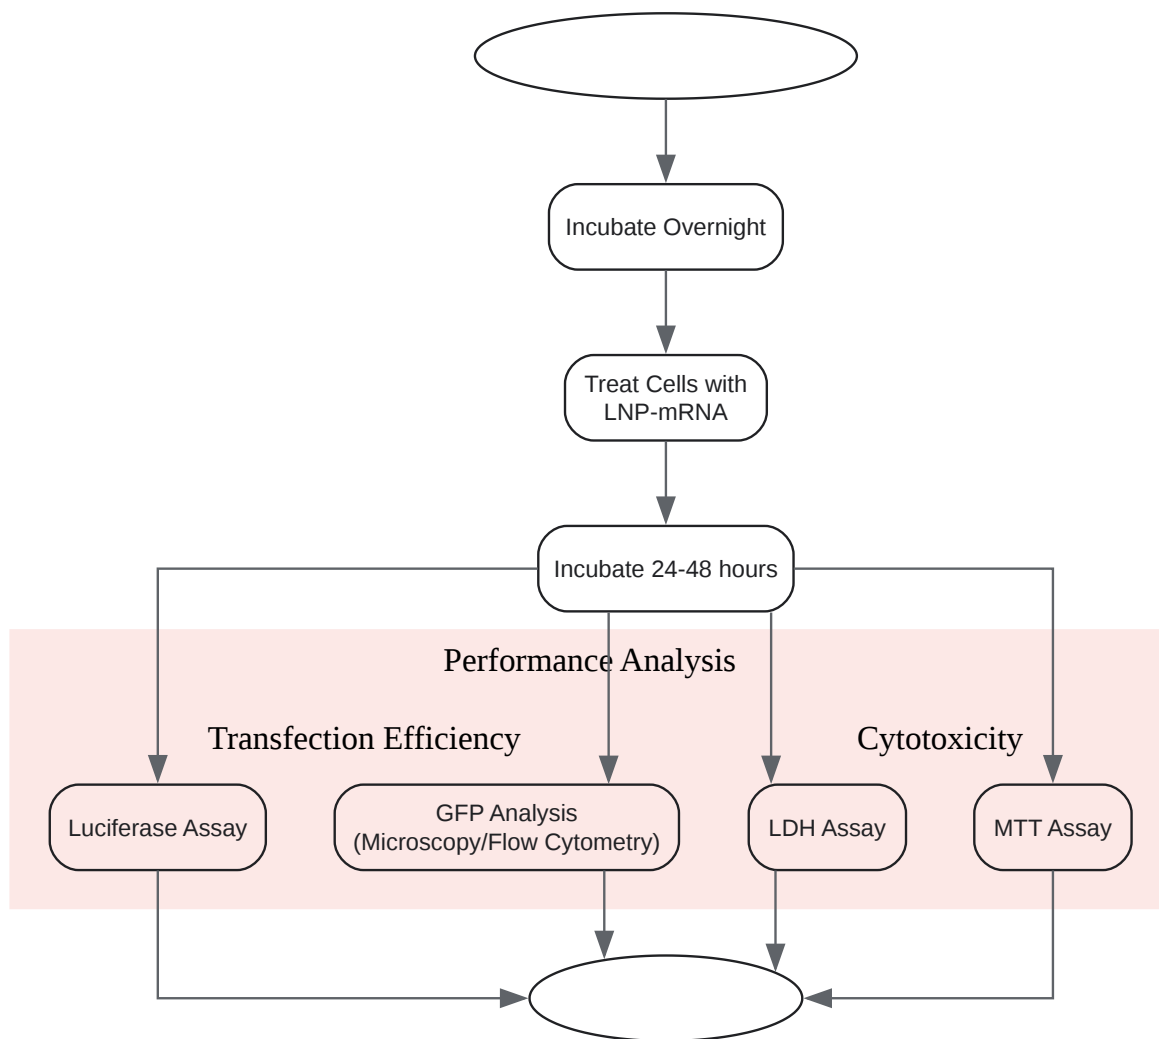 Incubate Overnight
Treat Cells with
LNP-mRNA
Incubate 24-48 hours
Performance Analysis
Transfection Efficiency
Cytotoxicity
Luciferase Assay
GFP Analysis
(Microscopy/Flow Cytometry)
LDH Assay
MTT Assay